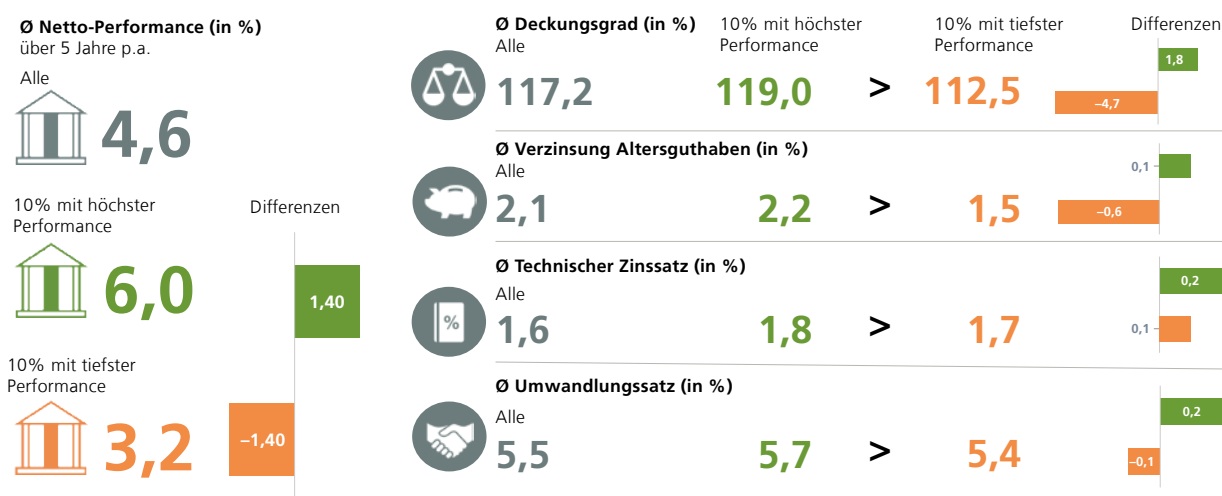 Ø Netto-Performance (in %)
über 5 Jahre p.a.
Alle
4,6
10% mit höchster
Performance
6,0
10% mit tiefster
Performance
3,2
Differenzen
1,40
–1,40
Ø Deckungsgrad (in %)
Alle
117,2
10% mit höchster
Performance
119,0
>
10% mit tiefster
Performance
112,5
Differenzen
1,8
–4,7
Ø Verzinsung Altersguthaben (in %)
Alle
2,1
2,2
>
1,5
0,1
–0,6
Ø Technischer Zinssatz (in %)
%
Alle
1,6
1,8
>
1,7
0,2
0,1
Ø Umwandlungssatz (in %)
Alle
5,5
5,7
>
5,4
0,2
–0,1